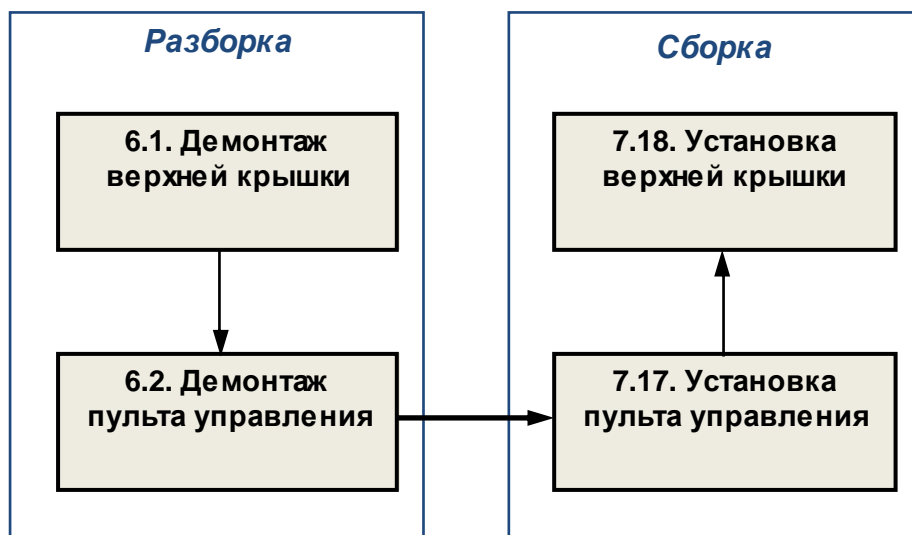 Разборка
6.1. Демонтаж
верхней крышки
6.2. Демонтаж
пульта управления
Сборка
7.18. Установка
верхней крышки
7.17. Установка
пульта управления